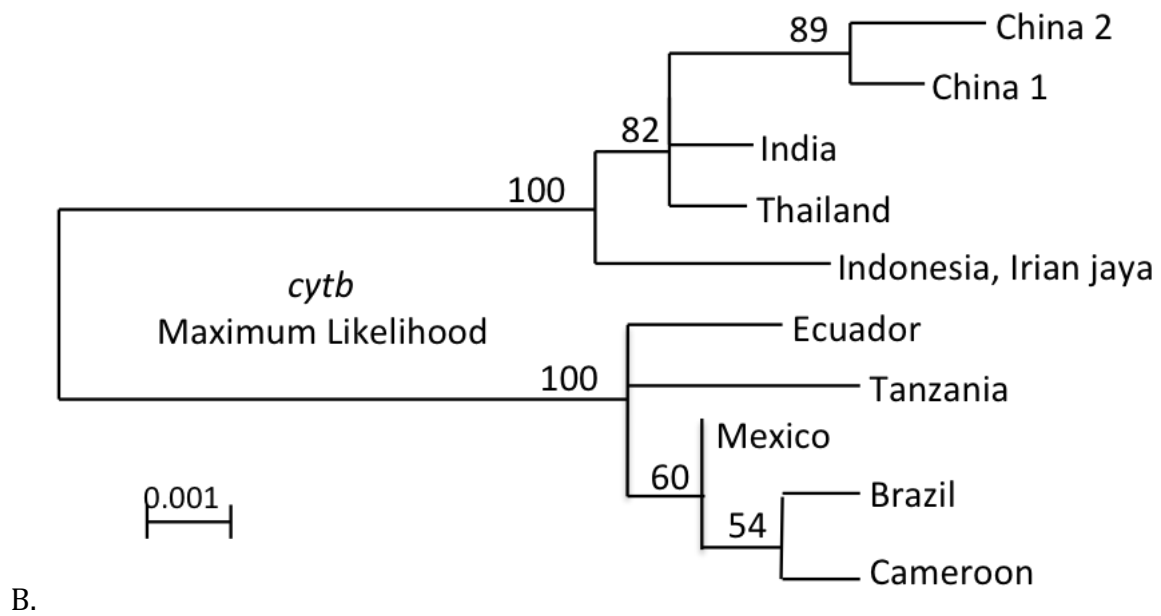 89
China 2
China 1
82
India
100
Thailand
cytb
Indonesia, Irian jaya
Maximum Likelihood
Ecuador
100
Tanzania
Mexico
60
0.001
Brazil
54
Cameroon
B.